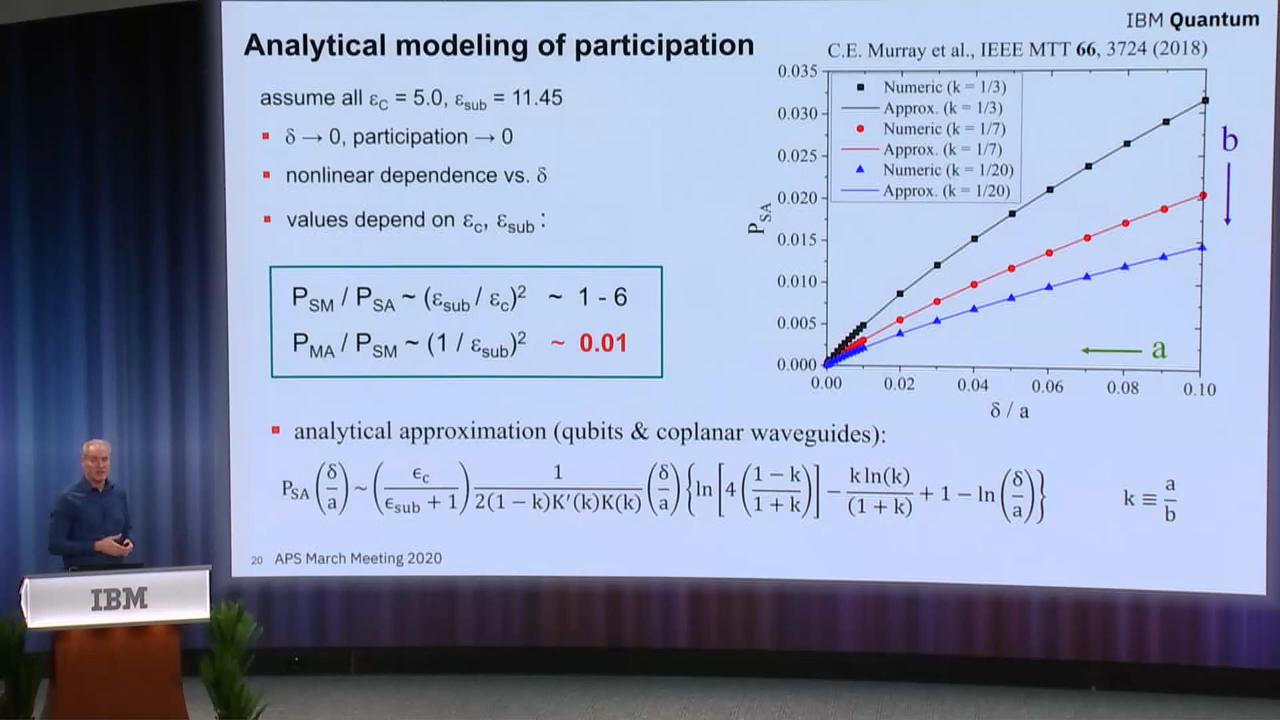 IBM Quantum
Analytical modeling of participation
assume all ε_C = 5.0, ε_sub = 11.45
▪ δ → 0, participation → 0
▪ nonlinear dependence vs. δ
▪ values depend on ε_c, ε_sub :
P_SM / P_SA ~ (ε_sub / ε_c)² ~ 1 - 6
P_MA / P_SM ~ (1 / ε_sub)² ~ 0.01
C.E. Murray et al., IEEE MTT 66, 3724 (2018)
0.035
0.030
0.025
0.020
0.015
0.010
0.005
0.000
P_SA
Numeric (k = 1/3)
Approx. (k = 1/3)
Numeric (k = 1/7)
Approx. (k = 1/7)
Numeric (k = 1/20)
Approx. (k = 1/20)
b
a
0.00 0.02 0.04 0.06 0.08 0.10
δ / a
▪ analytical approximation (qubits & coplanar waveguides):
P_SA (δ/a) ~ (ϵ_c / (ϵ_sub + 1)) 1 / (2(1 − k)K′(k)K(k)) (δ/a) {ln [4 ((1 − k)/(1 + k))] − k ln(k)/(1 + k) + 1 − ln (δ/a)} k ≡ a/b
20 APS March Meeting 2020
IBM